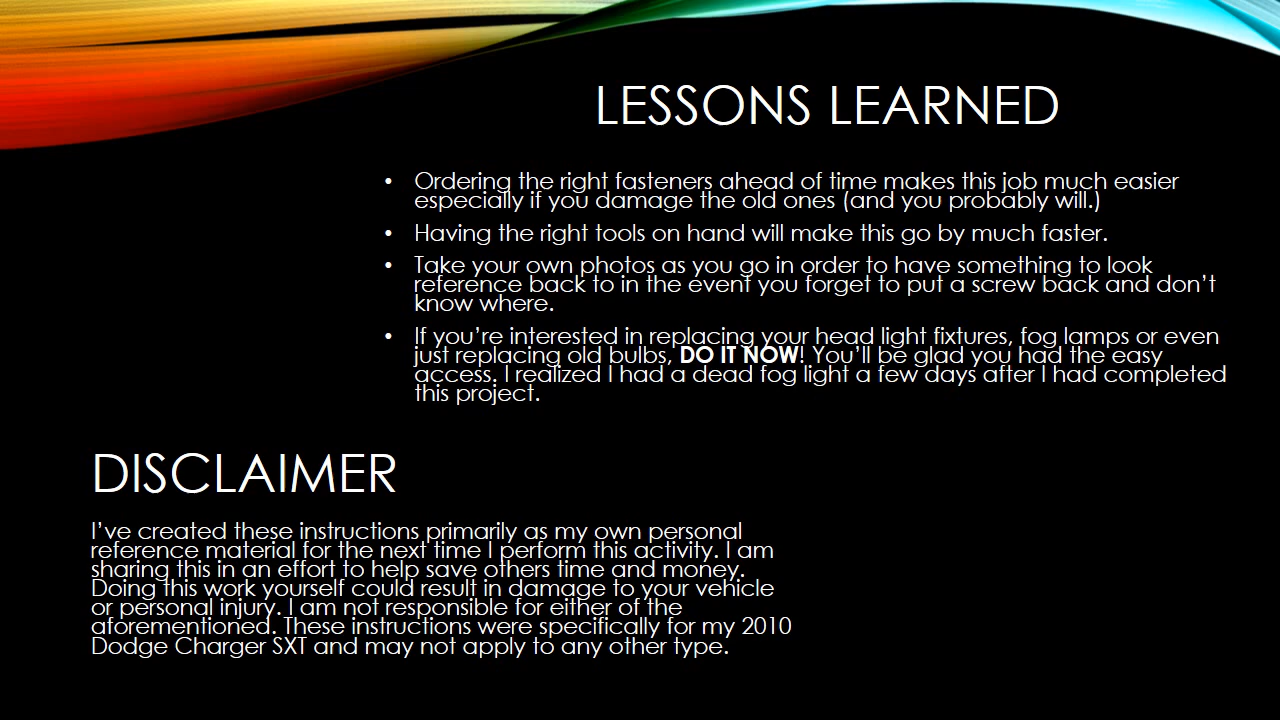 LESSONS LEARNED
• Ordering the right fasteners ahead of time makes this job much easier
especially if you damage the old ones (and you probably will.)
• Having the right tools on hand will make this go by much faster.
• Take your own photos as you go in order to have something to look
reference back to in the event you forget to put a screw back and don’t
know where.
• If you’re interested in replacing your head light fixtures, fog lamps or even
just replacing old bulbs, DO IT NOW! You’ll be glad you had the easy
access. I realized I had a dead fog light a few days after I had completed
this project.
DISCLAIMER
I’ve created these instructions primarily as my own personal
reference material for the next time I perform this activity. I am
sharing this in an effort to help save others time and money.
Doing this work yourself could result in damage to your vehicle
or personal injury. I am not responsible for either of the
aforementioned. These instructions were specifically for my 2010
Dodge Charger SXT and may not apply to any other type.